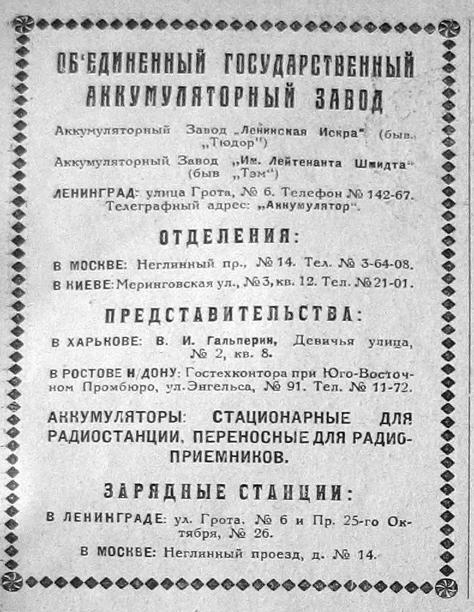 ОБ'ЕДИНЕННЫЙ ГОСУДАРСТВЕННЫЙ
АККУМУЛЯТОРНЫЙ ЗАВОД
Аккумуляторный Завод „Ленинская Искра" (быв.
„Тюдор")
Аккумуляторный Завод „Им. Лейтенанта Шмидта"
(быв „Тэм")
ЛЕНИНГРАД: улица Грота, № 6. Телефон № 142-67.
Телеграфный адрес: „Аккумулятор".
ОТДЕЛЕНИЯ:
В МОСКВЕ: Неглинный пр., № 14. Тел. № 3-64-08.
В КИЕВЕ: Меринговская ул., № 3, кв. 12. Тел. № 21-01.
ПРЕДСТАВИТЕЛЬСТВА:
В ХАРЬКОВЕ: В. И. Гальперин, Девичья улица,
№ 2, кв. 8.
В РОСТОВЕ Н/ДОНУ: Гостехконтора при Юго-Восточ-
ном Промбюро, ул. Энгельса, № 91. Тел. № 11-72.
АККУМУЛЯТОРЫ: СТАЦИОНАРНЫЕ ДЛЯ
РАДИОСТАНЦИИ, ПЕРЕНОСНЫЕ ДЛЯ РАДИО-
ПРИЕМНИКОВ.
ЗАРЯДНЫЕ СТАНЦИИ:
В ЛЕНИНГРАДЕ: ул. Грота. № 6 и Пр. 25-го Ок-
тября, № 26.
В МОСКВЕ: Неглинный проезд, д. № 14.